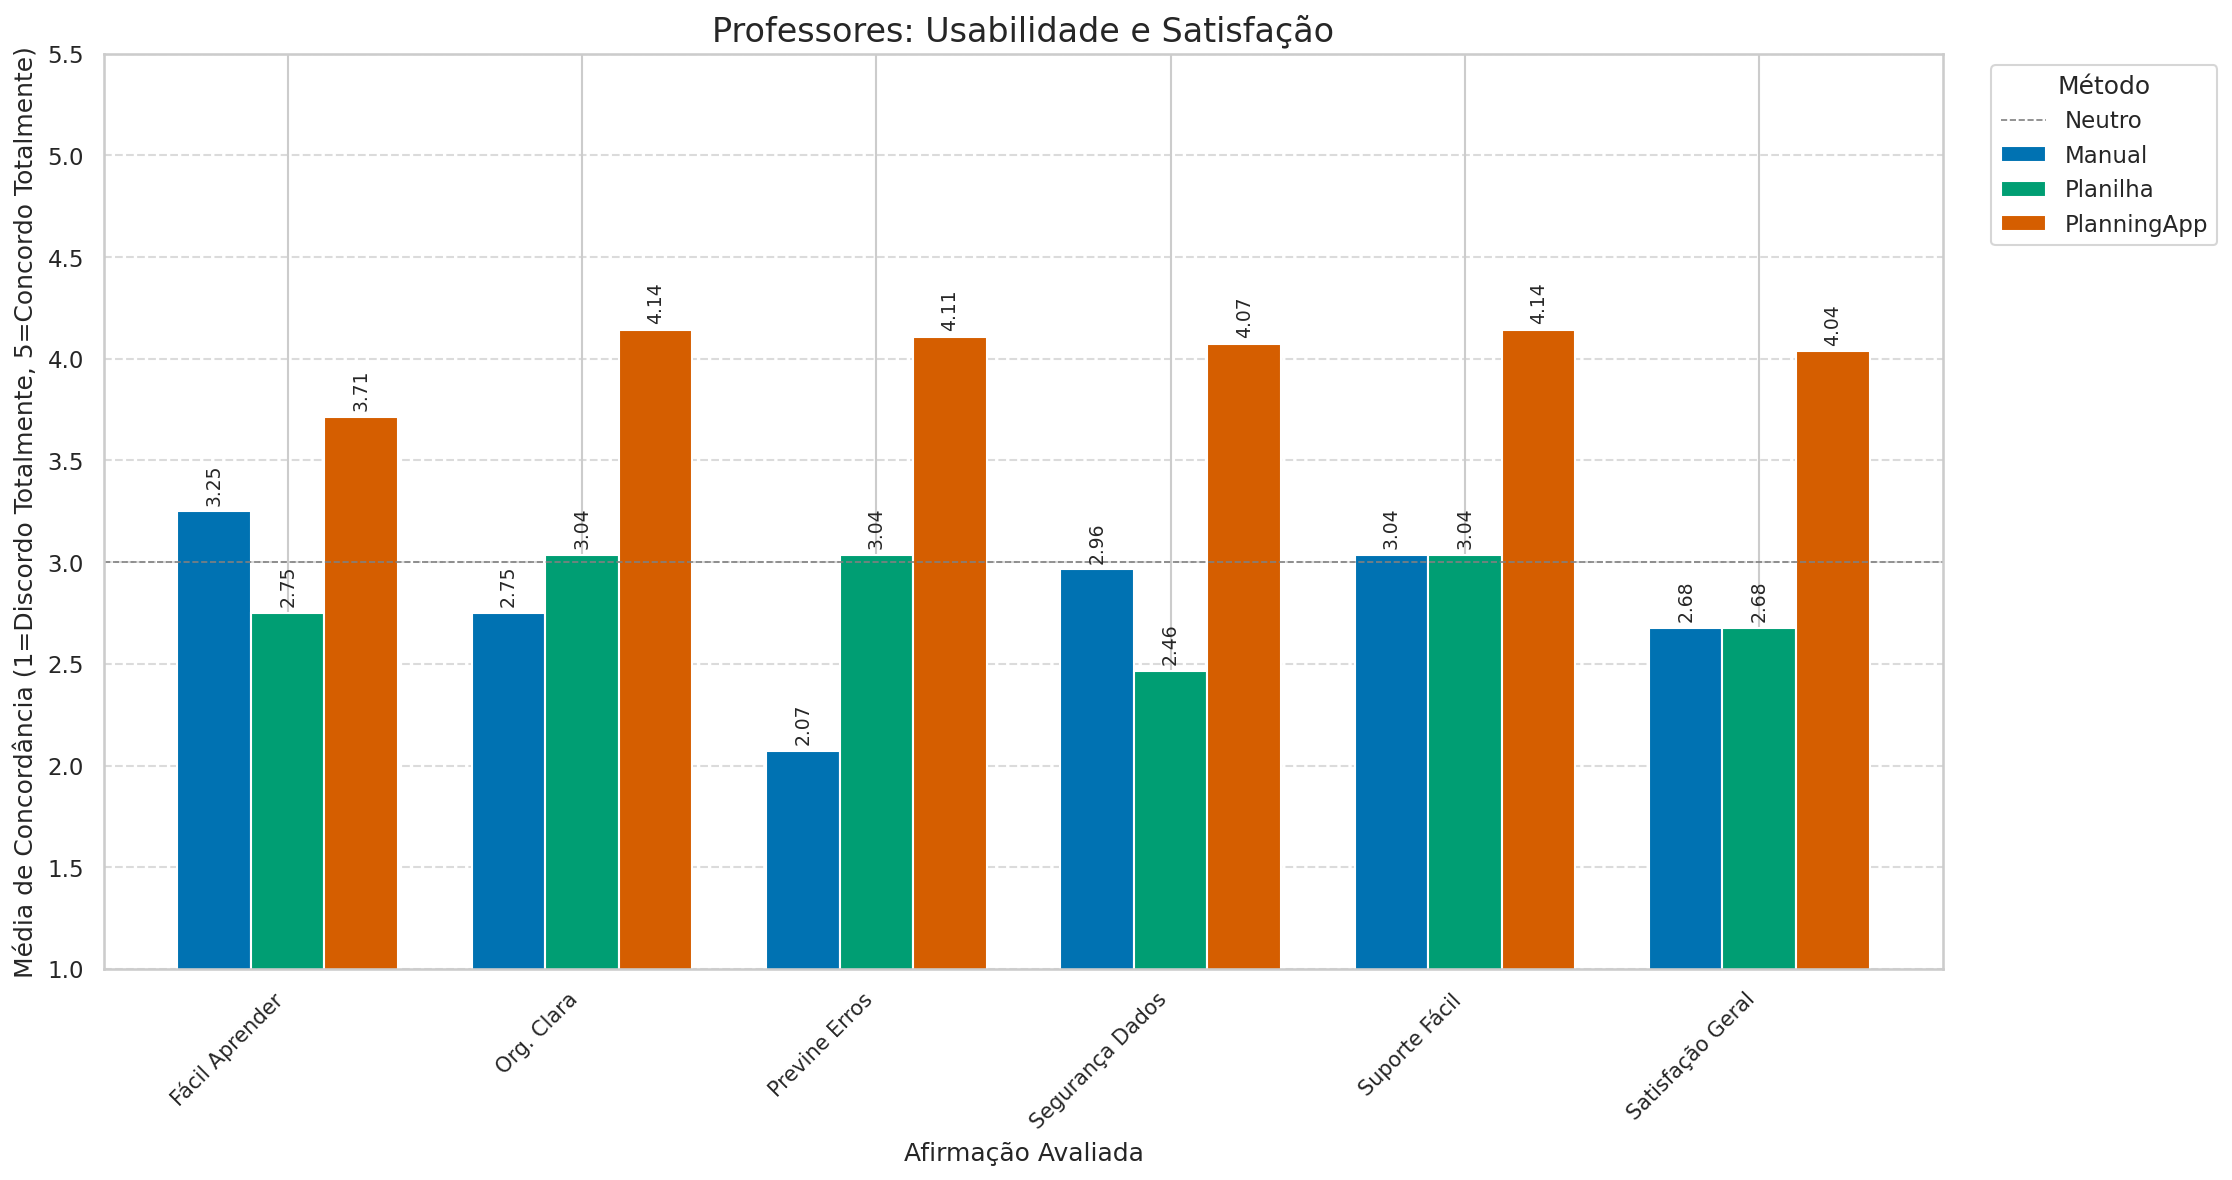 Professores: Usabilidade e Satisfação
Média de Concordância (1=Discordo Totalmente, 5=Concordo Totalmente)
5.5
5.0
4.5
4.0
3.5
3.0
2.5
2.0
1.5
1.0
3.25
2.75
3.71
2.75
3.04
4.14
2.07
3.04
4.11
2.96
2.46
4.07
3.04
3.04
4.14
2.68
2.68
4.04
Fácil Aprender
Org. Clara
Previne Erros
Segurança Dados
Suporte Fácil
Satisfação Geral
Afirmação Avaliada
Método
Neutro
Manual
Planilha
PlanningApp